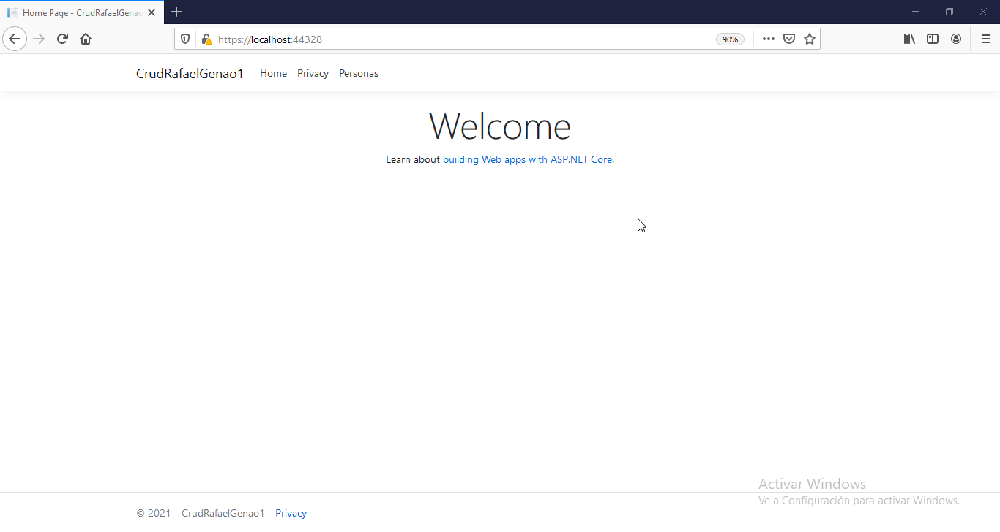 Home Page - CrudRafaelGenao
https://localhost:44328
90%
CrudRafaelGenao1 Home Privacy Personas
Welcome
Learn about building Web apps with ASP.NET Core.
Activar Windows
Ve a Configuración para activar Windows.
© 2021 - CrudRafaelGenao1 - Privacy